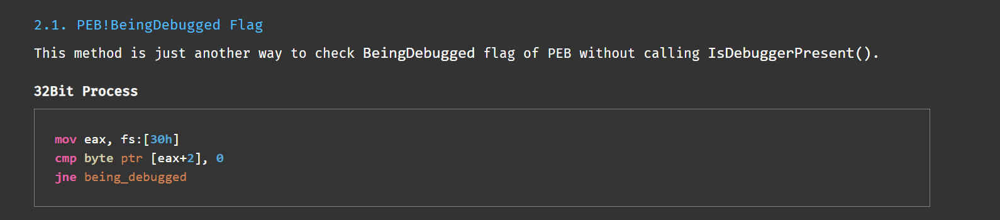 2.1. PEB!BeingDebugged Flag
This method is just another way to check BeingDebugged flag of PEB without calling IsDebuggerPresent().
32Bit Process
mov eax, fs:[30h]
cmp byte ptr [eax+2], 0
jne being_debugged